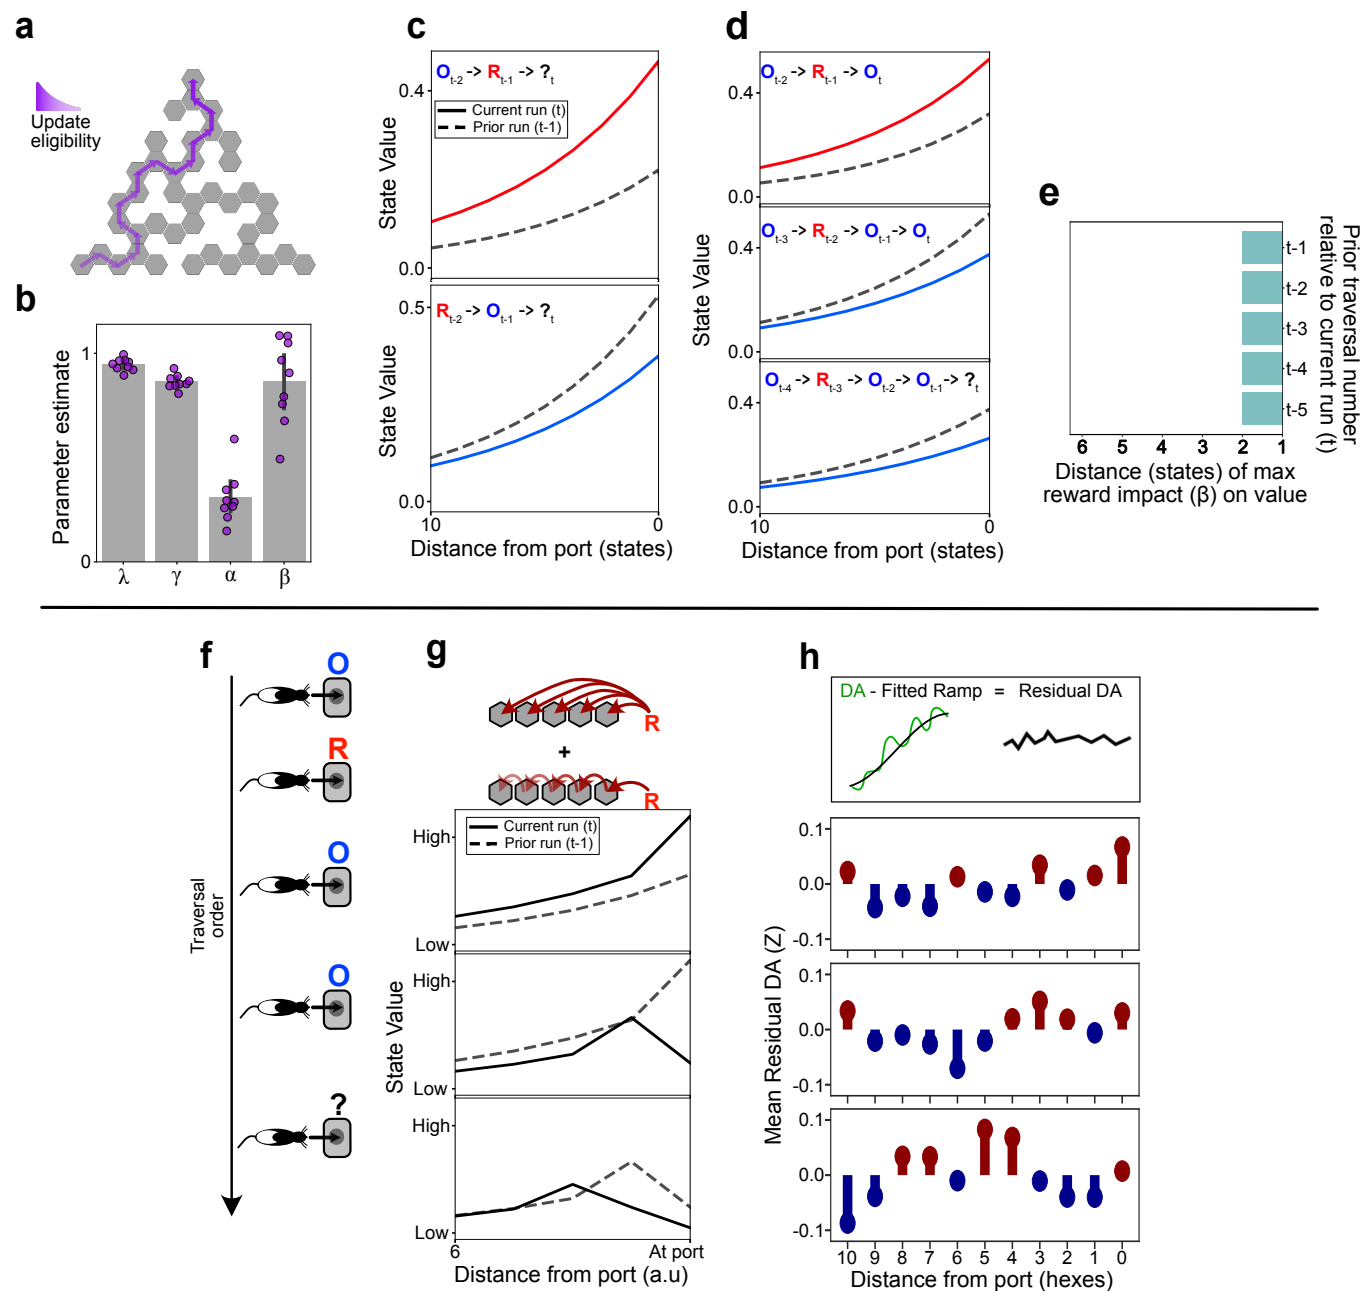 a
Update
eligibility
b
Parameter estimate
1
0
λ γ α β
c
O t-2 -> R t-1 -> ? t
Current run (t)
Prior run (t-1)
0.4
0.0
State Value
R t-2 -> O t-1 -> ? t
0.5
0.0
State Value
10 0
Distance from port (states)
d
O t-2 -> R t-1 -> O t
0.4
0.0
O t-3 -> R t-2 -> O t-1 -> O t
0.4
0.0
State Value
O t-4 -> R t-3 -> O t-2 -> O t-1 -> ? t
0.4
0.0
10 0
Distance from port (states)
e
t-1
t-2
t-3
t-4
t-5
Prior traversal number
relative to current run (t)
6 5 4 3 2 1
Distance (states) of max
reward impact (β) on value
f
O
R
O
O
?
Traversal
order
g
R
+
R
Current run (t)
Prior run (t-1)
High
Low
High
Low
High
Low
State Value
6 At port
Distance from port (a.u)
h
DA - Fitted Ramp = Residual DA
0.1
0.0
-0.1
0.1
0.0
-0.1
0.1
0.0
-0.1
Mean Residual DA (Z)
10 9 8 7 6 5 4 3 2 1 0
Distance from port (hexes)